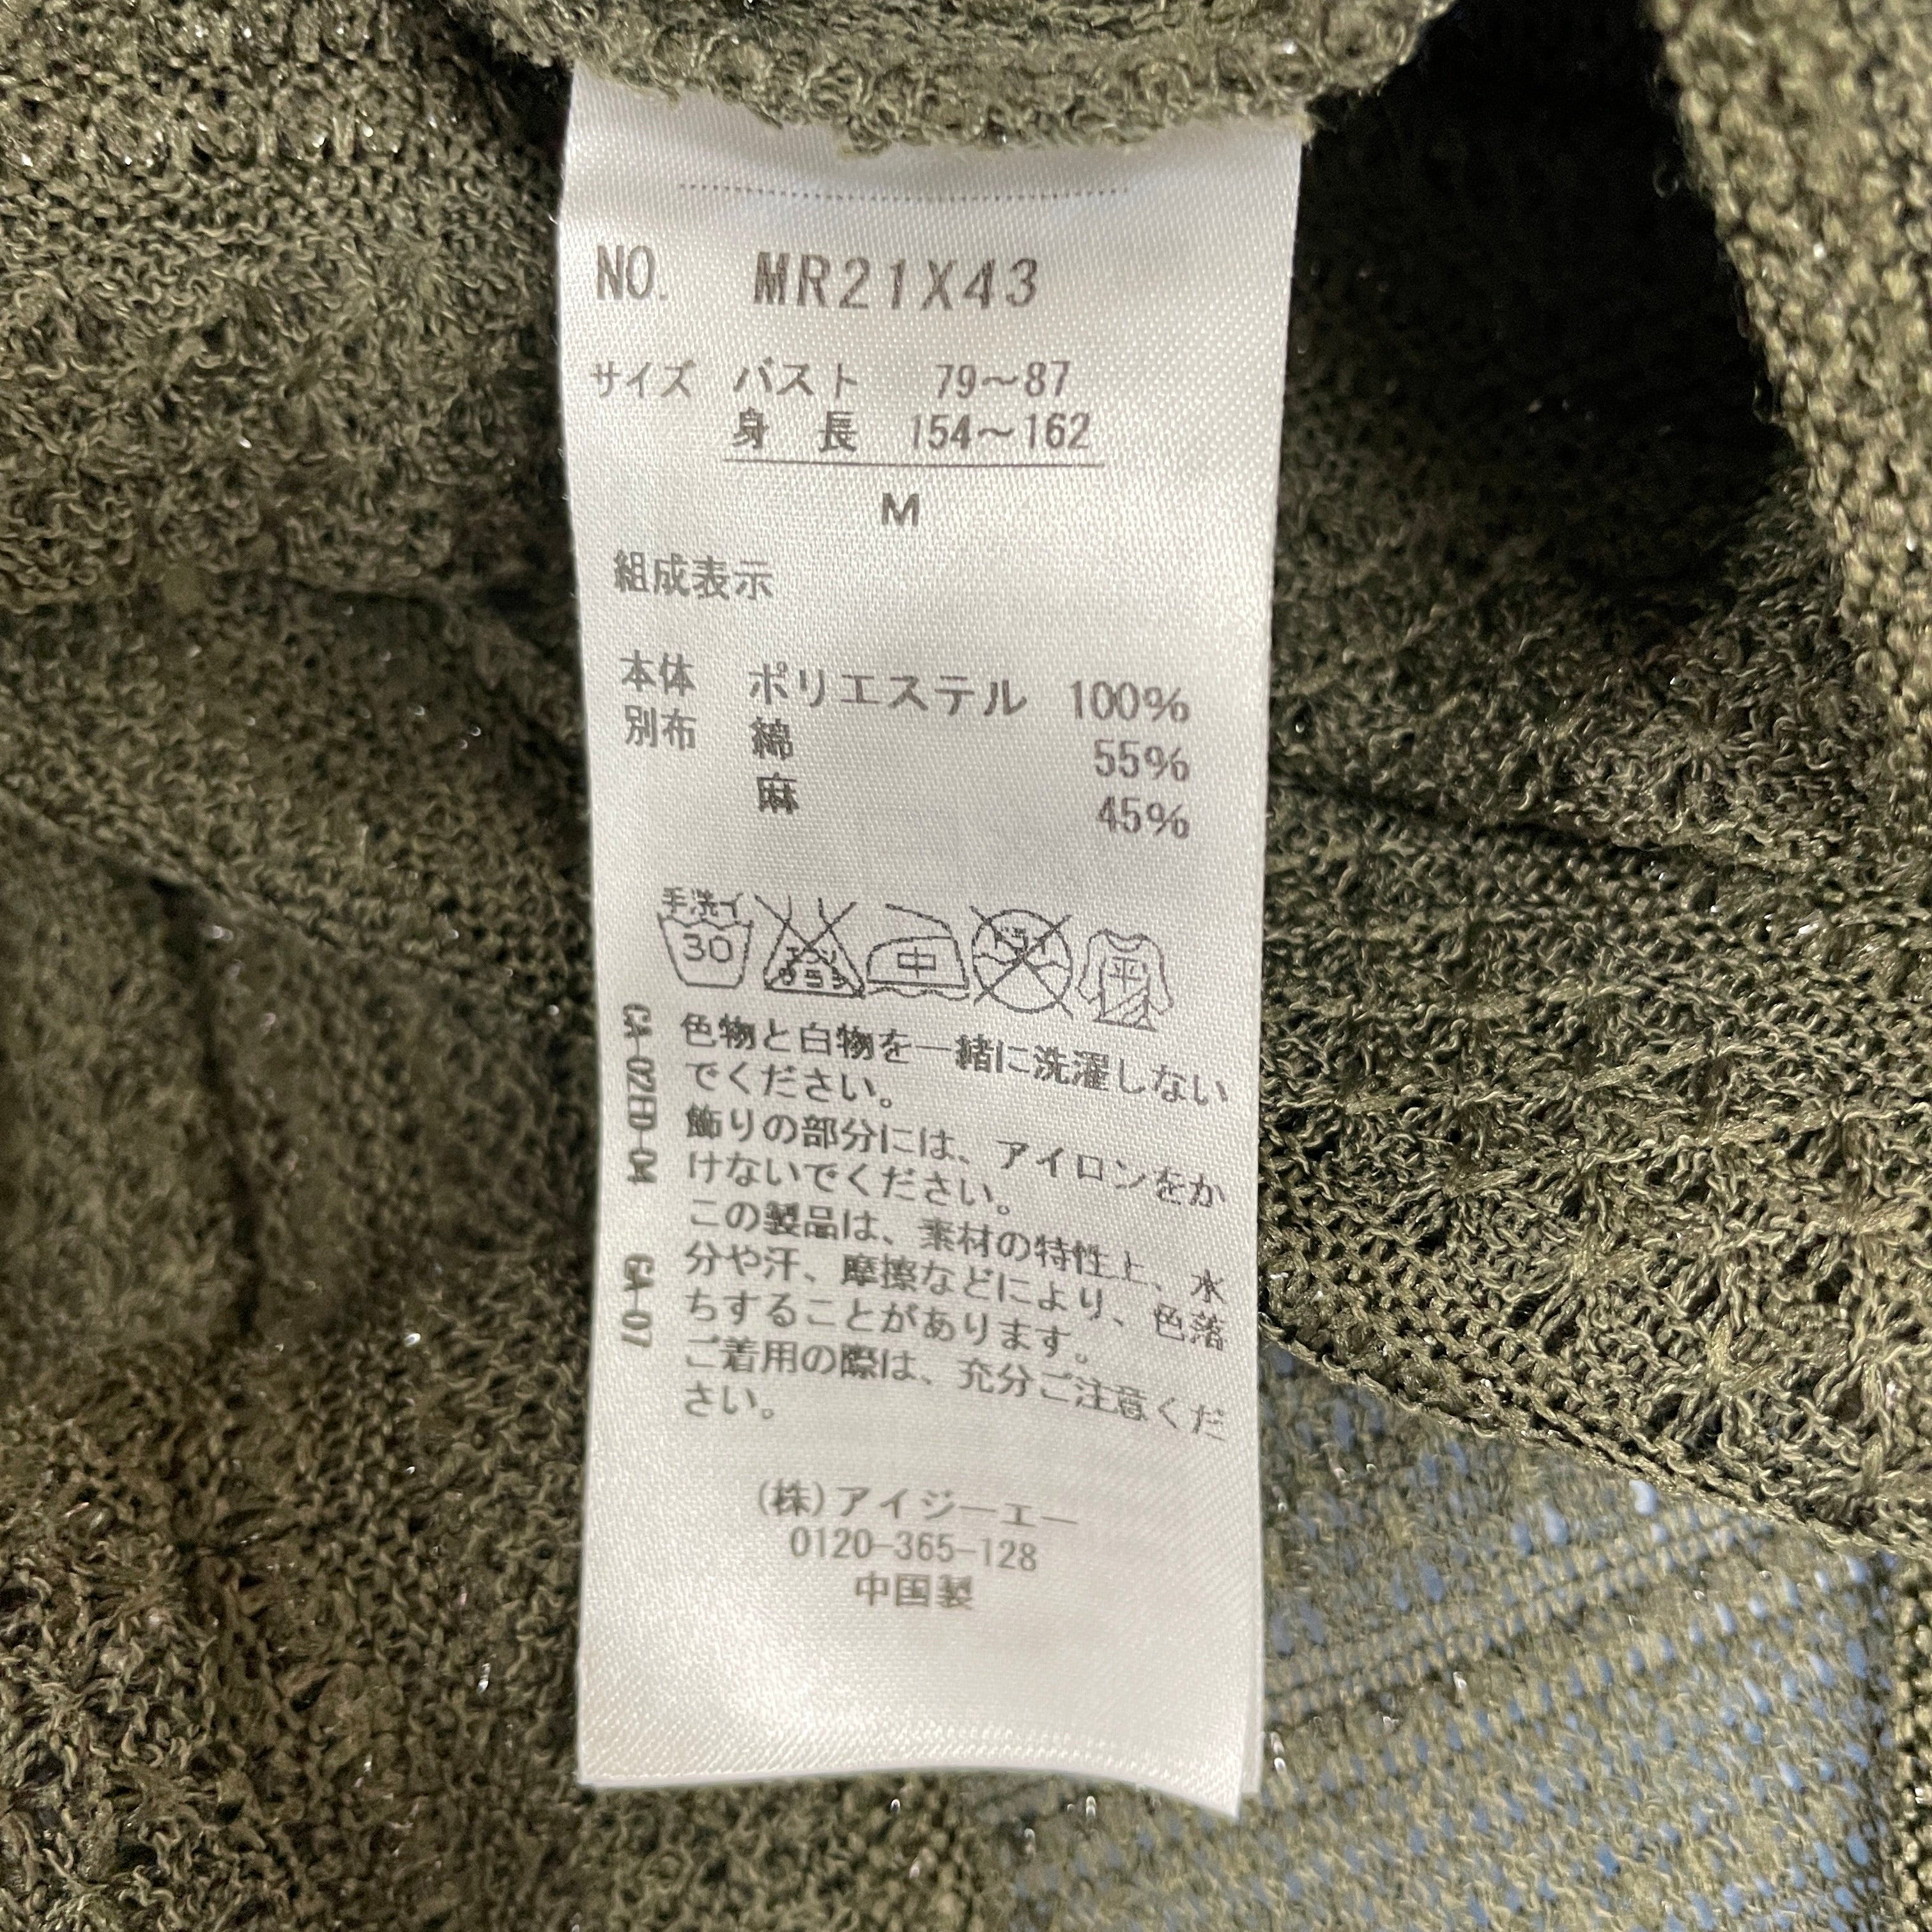 NO. MR21X43
サイズ バスト 79～87
身 長 154～162
M
組成表示
本体 ポリエステル 100%
別布 綿 55%
麻 45%
手洗イ
30
中
平
色物と白物を一緒に洗濯しない
でください。
飾りの部分には、アイロンをか
けないでください。
この製品は、素材の特性上、水
分や汗、摩擦などにより、色落
ちすることがあります。
ご着用の際は、充分ご注意くだ
さい。
GA-02ED-04
GA-07
(株)アイジーエー
0120-365-128
中国製